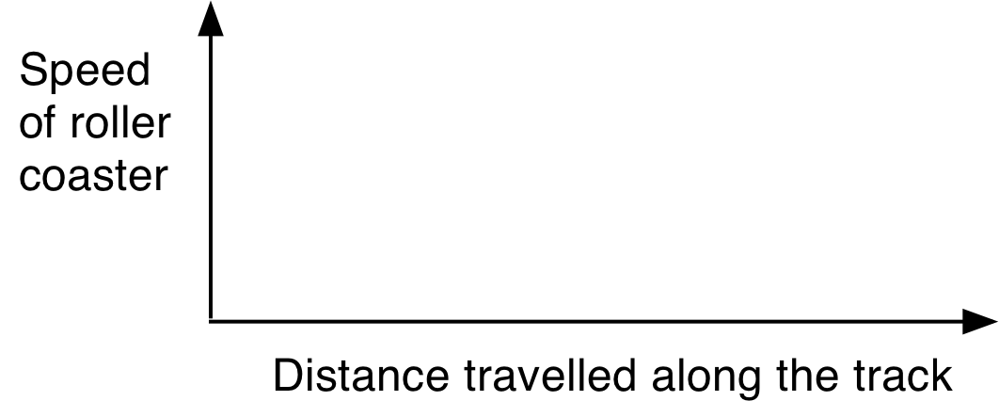 Speed
of roller
coaster
Distance travelled along the track